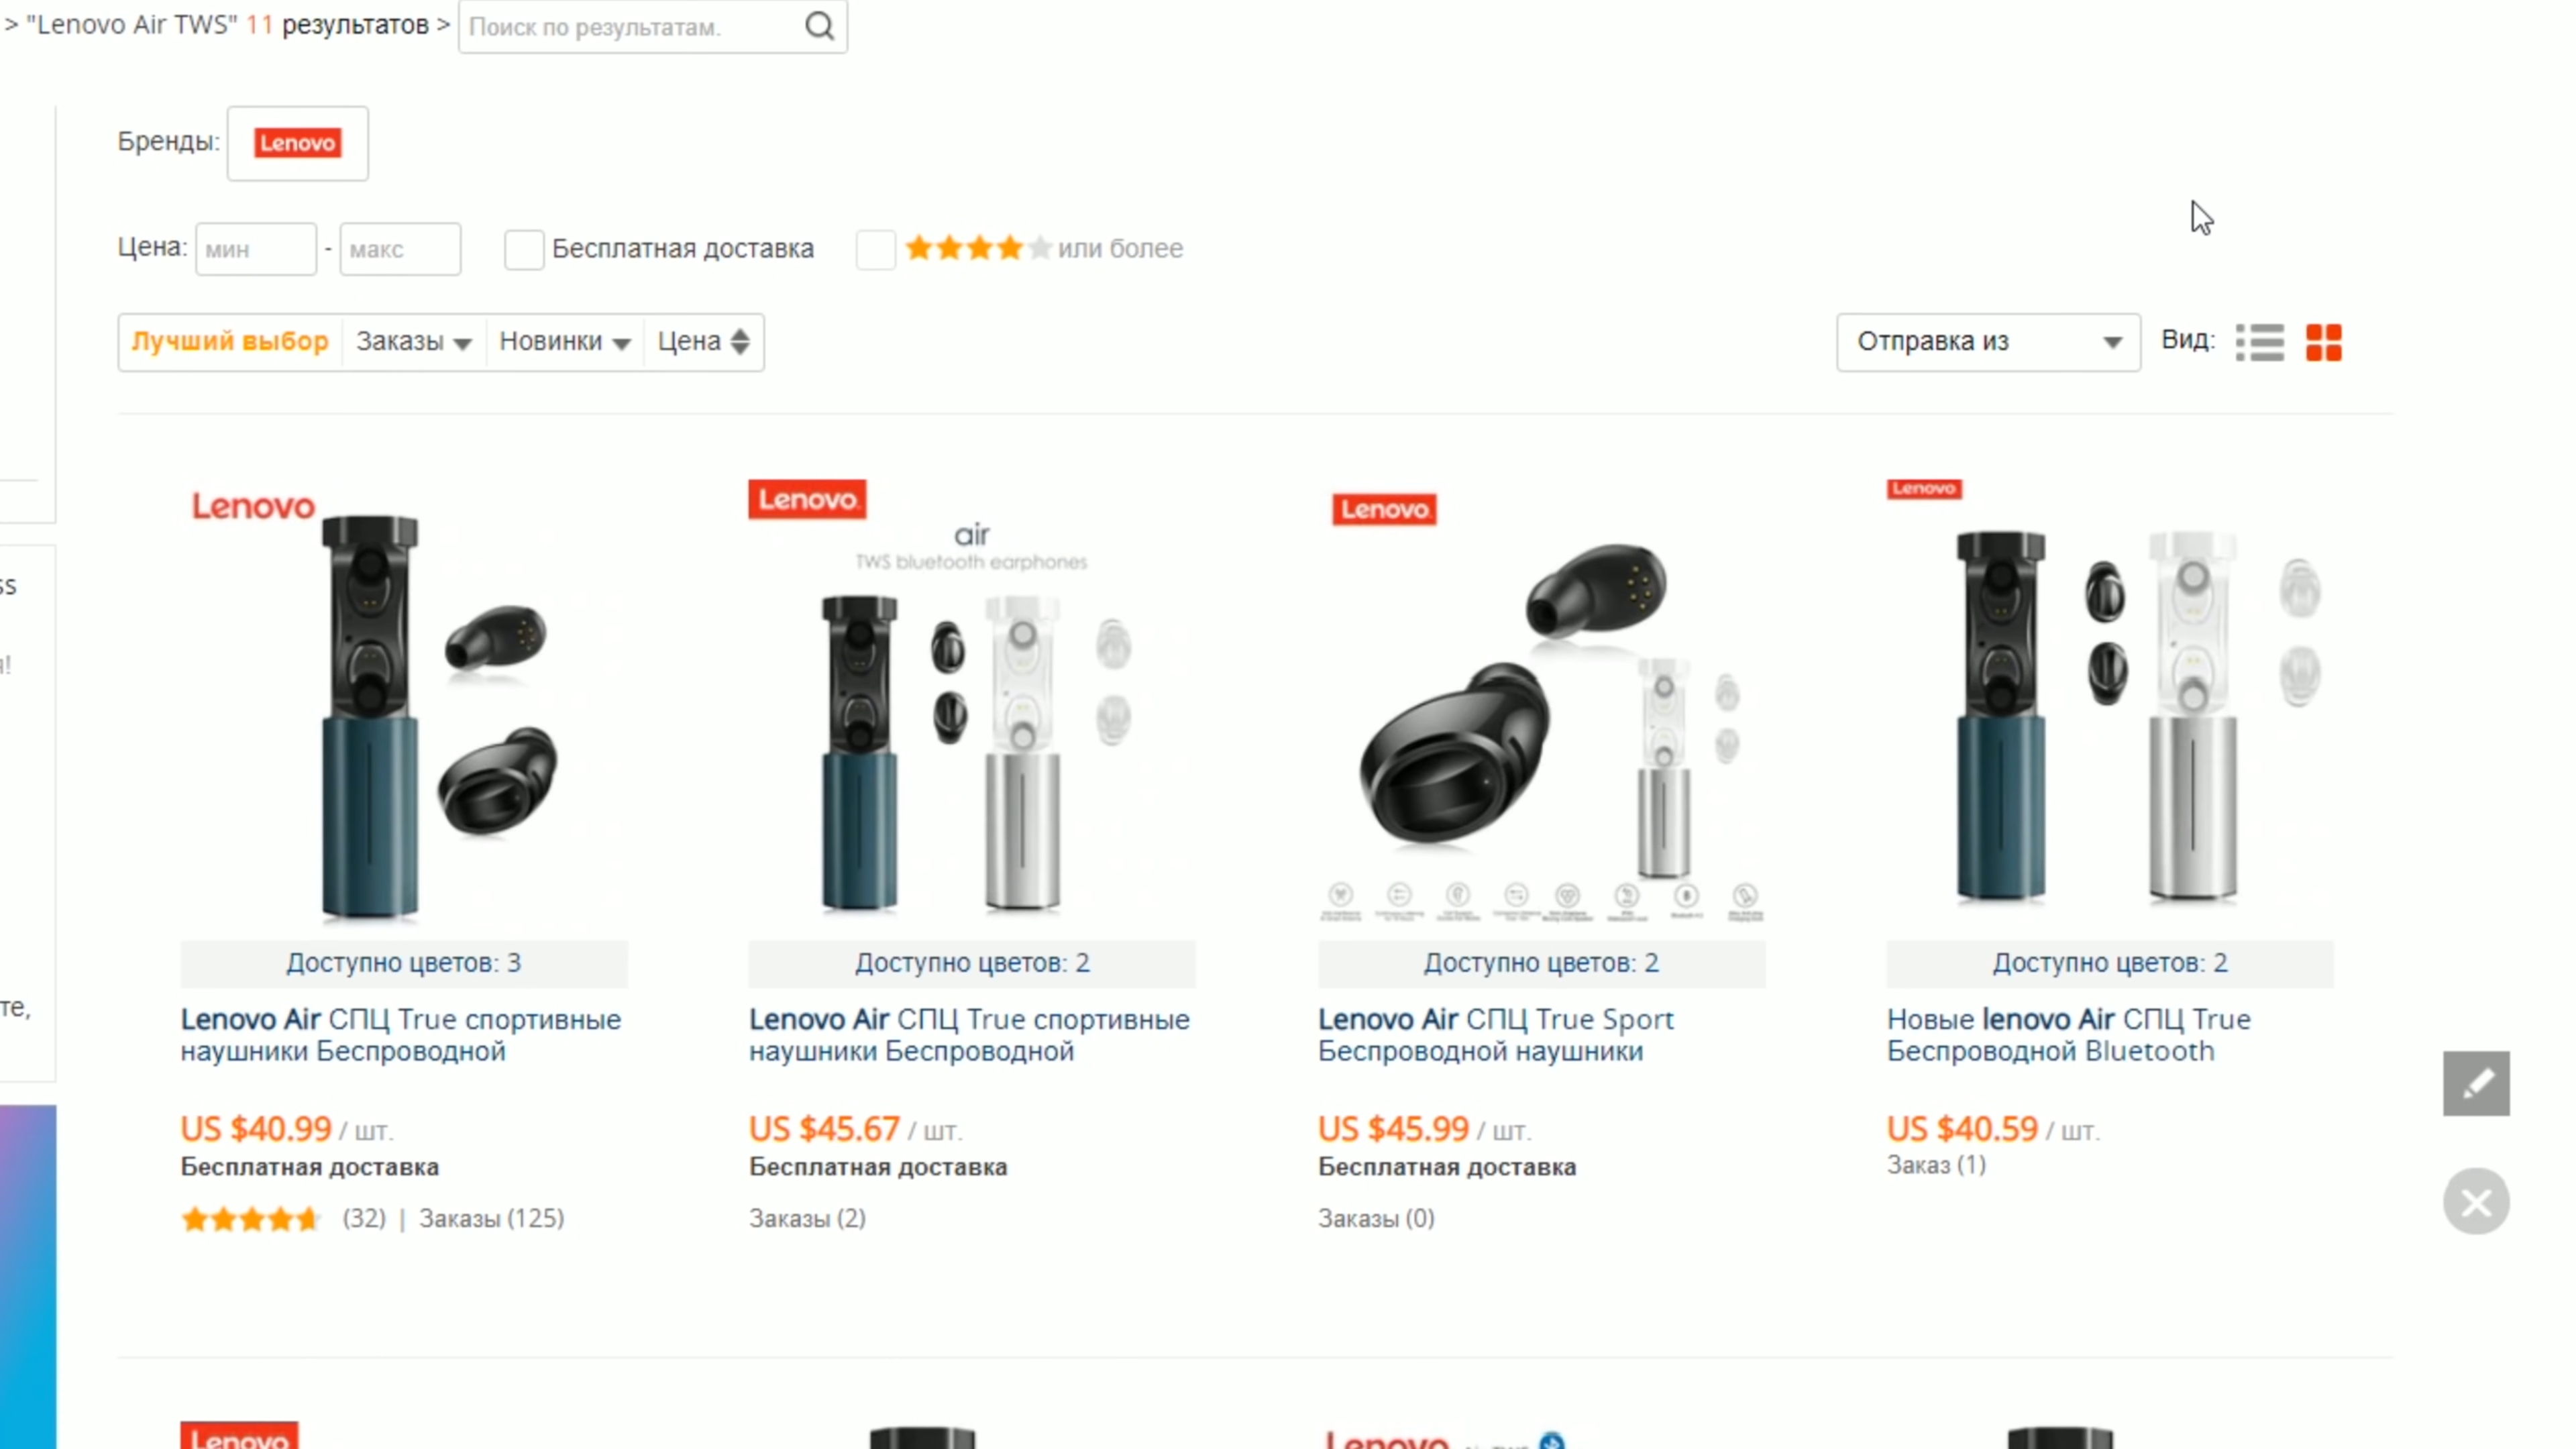 > "Lenovo Air TWS" 11 результатов > Поиск по результатам.
Бренды: Lenovo
Цена: мин - макс Бесплатная доставка или более
Лучший выбор Заказы Новинки Цена Отправка из Вид:
ss
!
те,
Lenovo
Lenovo
air
TWS bluetooth earphones
Lenovo
Lenovo
Доступно цветов: 3
Доступно цветов: 2
Доступно цветов: 2
Доступно цветов: 2
Lenovo Air СПЦ True спортивные
наушники Беспроводной
Lenovo Air СПЦ True спортивные
наушники Беспроводной
Lenovo Air СПЦ True Sport
Беспроводной наушники
Новые lenovo Air СПЦ True
Беспроводной Bluetooth
US $40.99 / шт.
Бесплатная доставка
(32) | Заказы (125)
US $45.67 / шт.
Бесплатная доставка
Заказы (2)
US $45.99 / шт.
Бесплатная доставка
Заказы (0)
US $40.59 / шт.
Заказ (1)
Lenovo
Lenovo